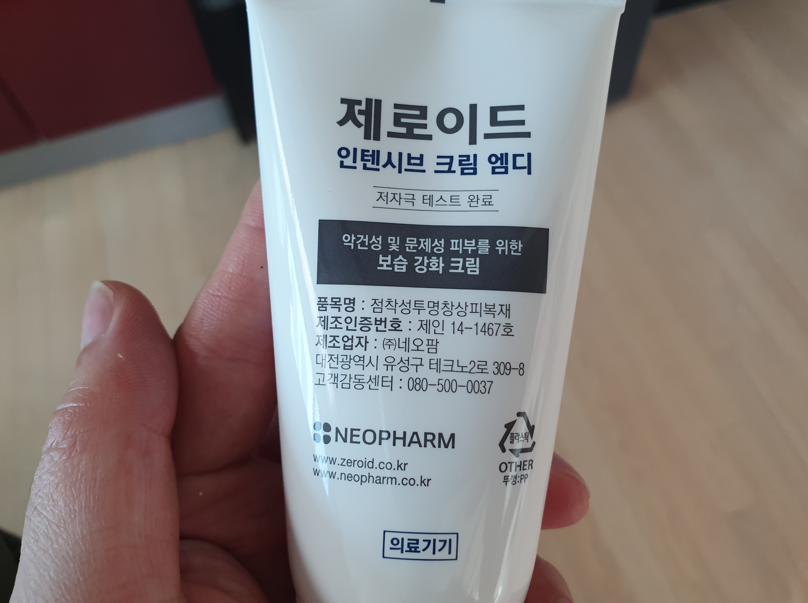 제로이드
인텐시브 크림 엠디
저자극 테스트 완료
악건성 및 문제성 피부를 위한
보습 강화 크림
품목명 : 점착성투명창상피복재
제조인증번호 : 제인 14-1467호
제조업자 : ㈜네오팜
대전광역시 유성구 테크노2로 309-8
고객감동센터 : 080-500-0037
NEOPHARM
www.zeroid.co.kr
www.neopharm.co.kr
플라스틱
OTHER
뚜껑:PP
의료기기